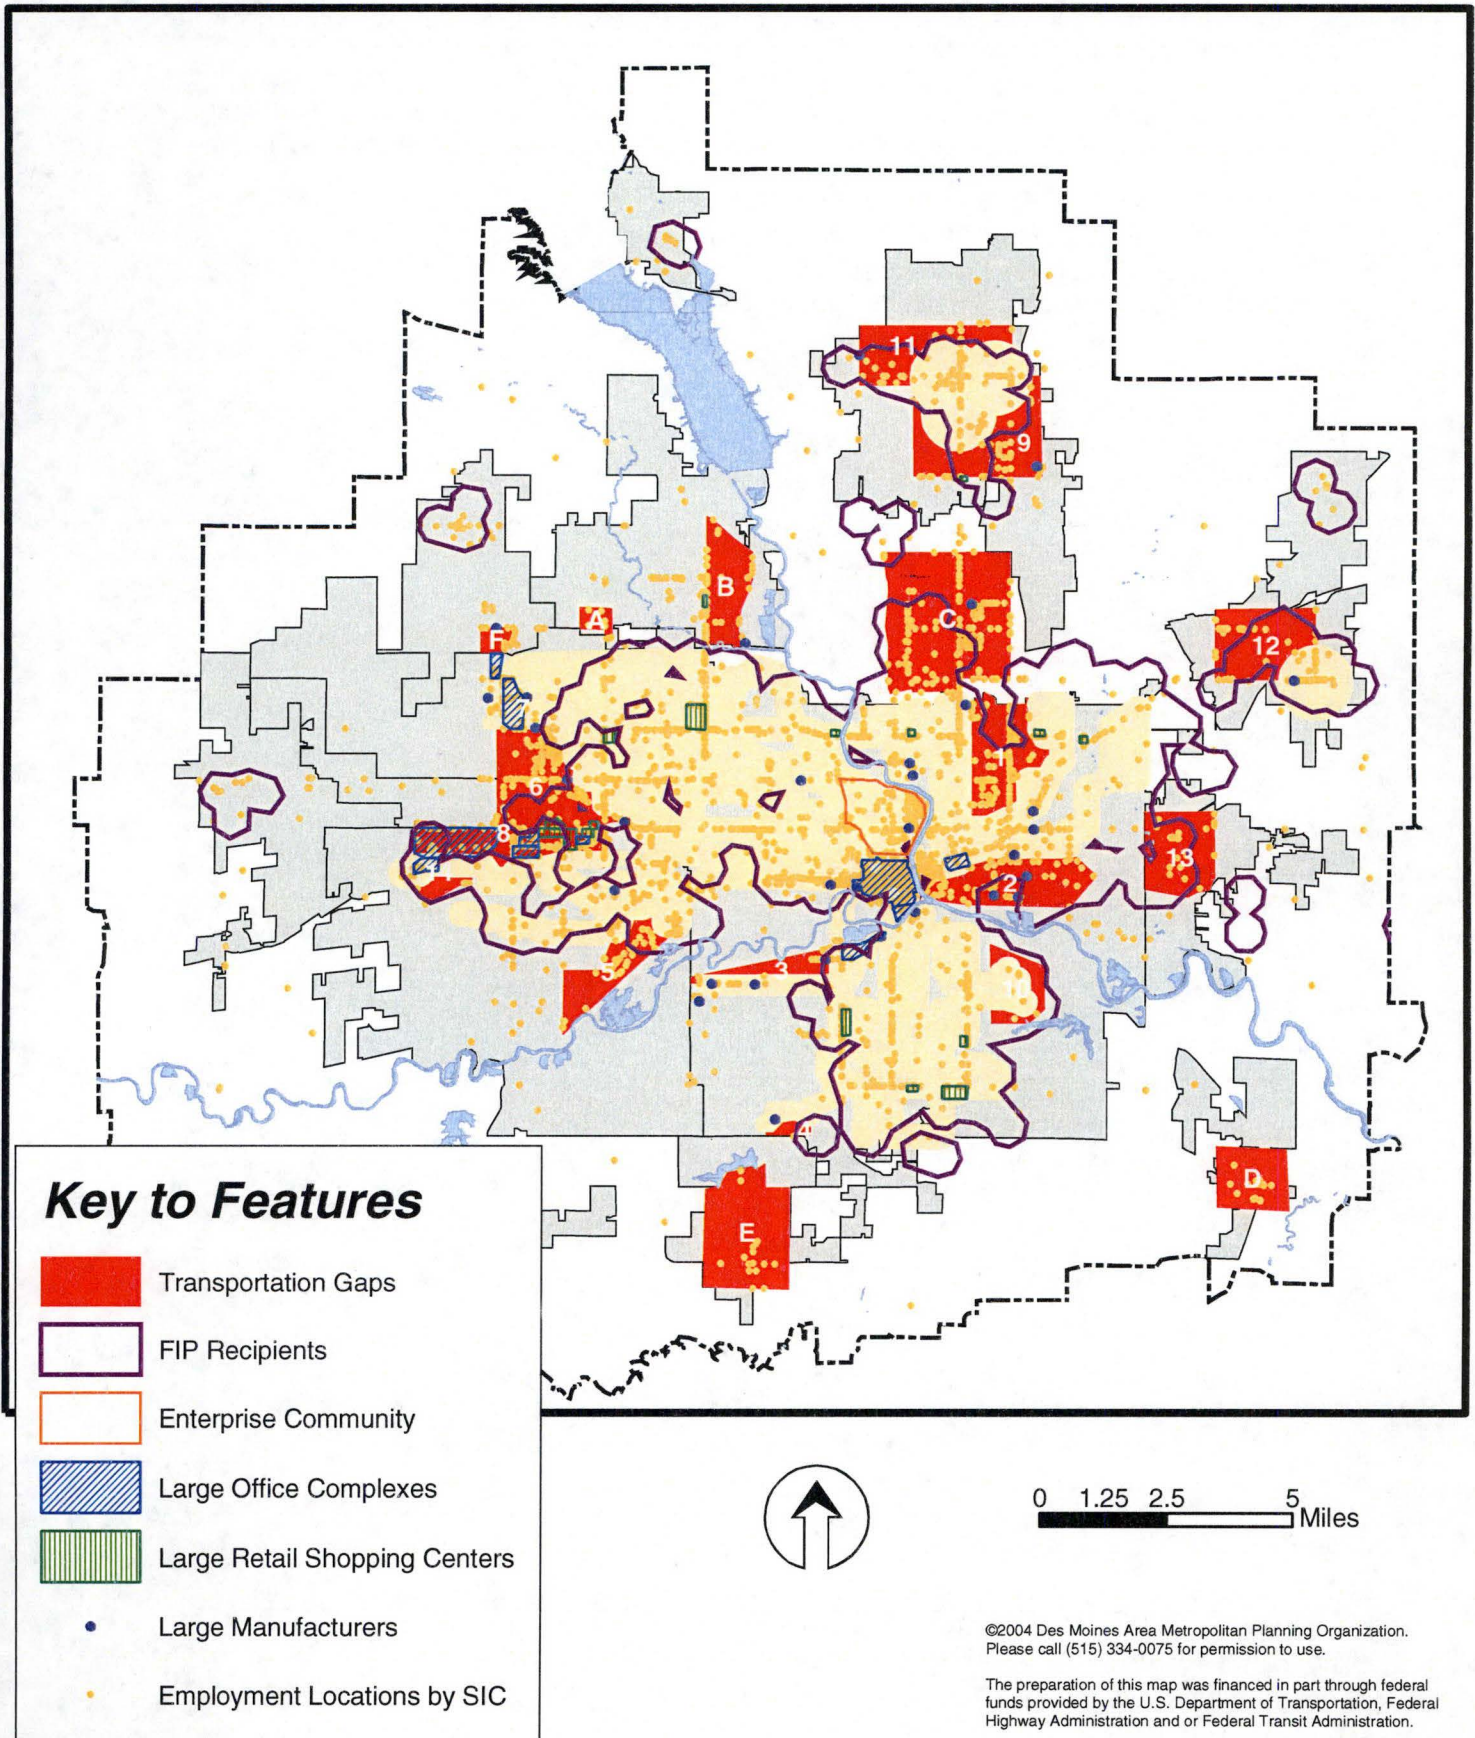 11
9
B
C
A
F
12
7
1
6
8
13
2
5
3
10
4
D
E
Key to Features
Transportation Gaps
FIP Recipients
Enterprise Community
Large Office Complexes
Large Retail Shopping Centers
Large Manufacturers
Employment Locations by SIC
0 1.25 2.5 5
Miles
©2004 Des Moines Area Metropolitan Planning Organization.
Please call (515) 334-0075 for permission to use.
The preparation of this map was financed in part through federal
funds provided by the U.S. Department of Transportation, Federal
Highway Administration and or Federal Transit Administration.